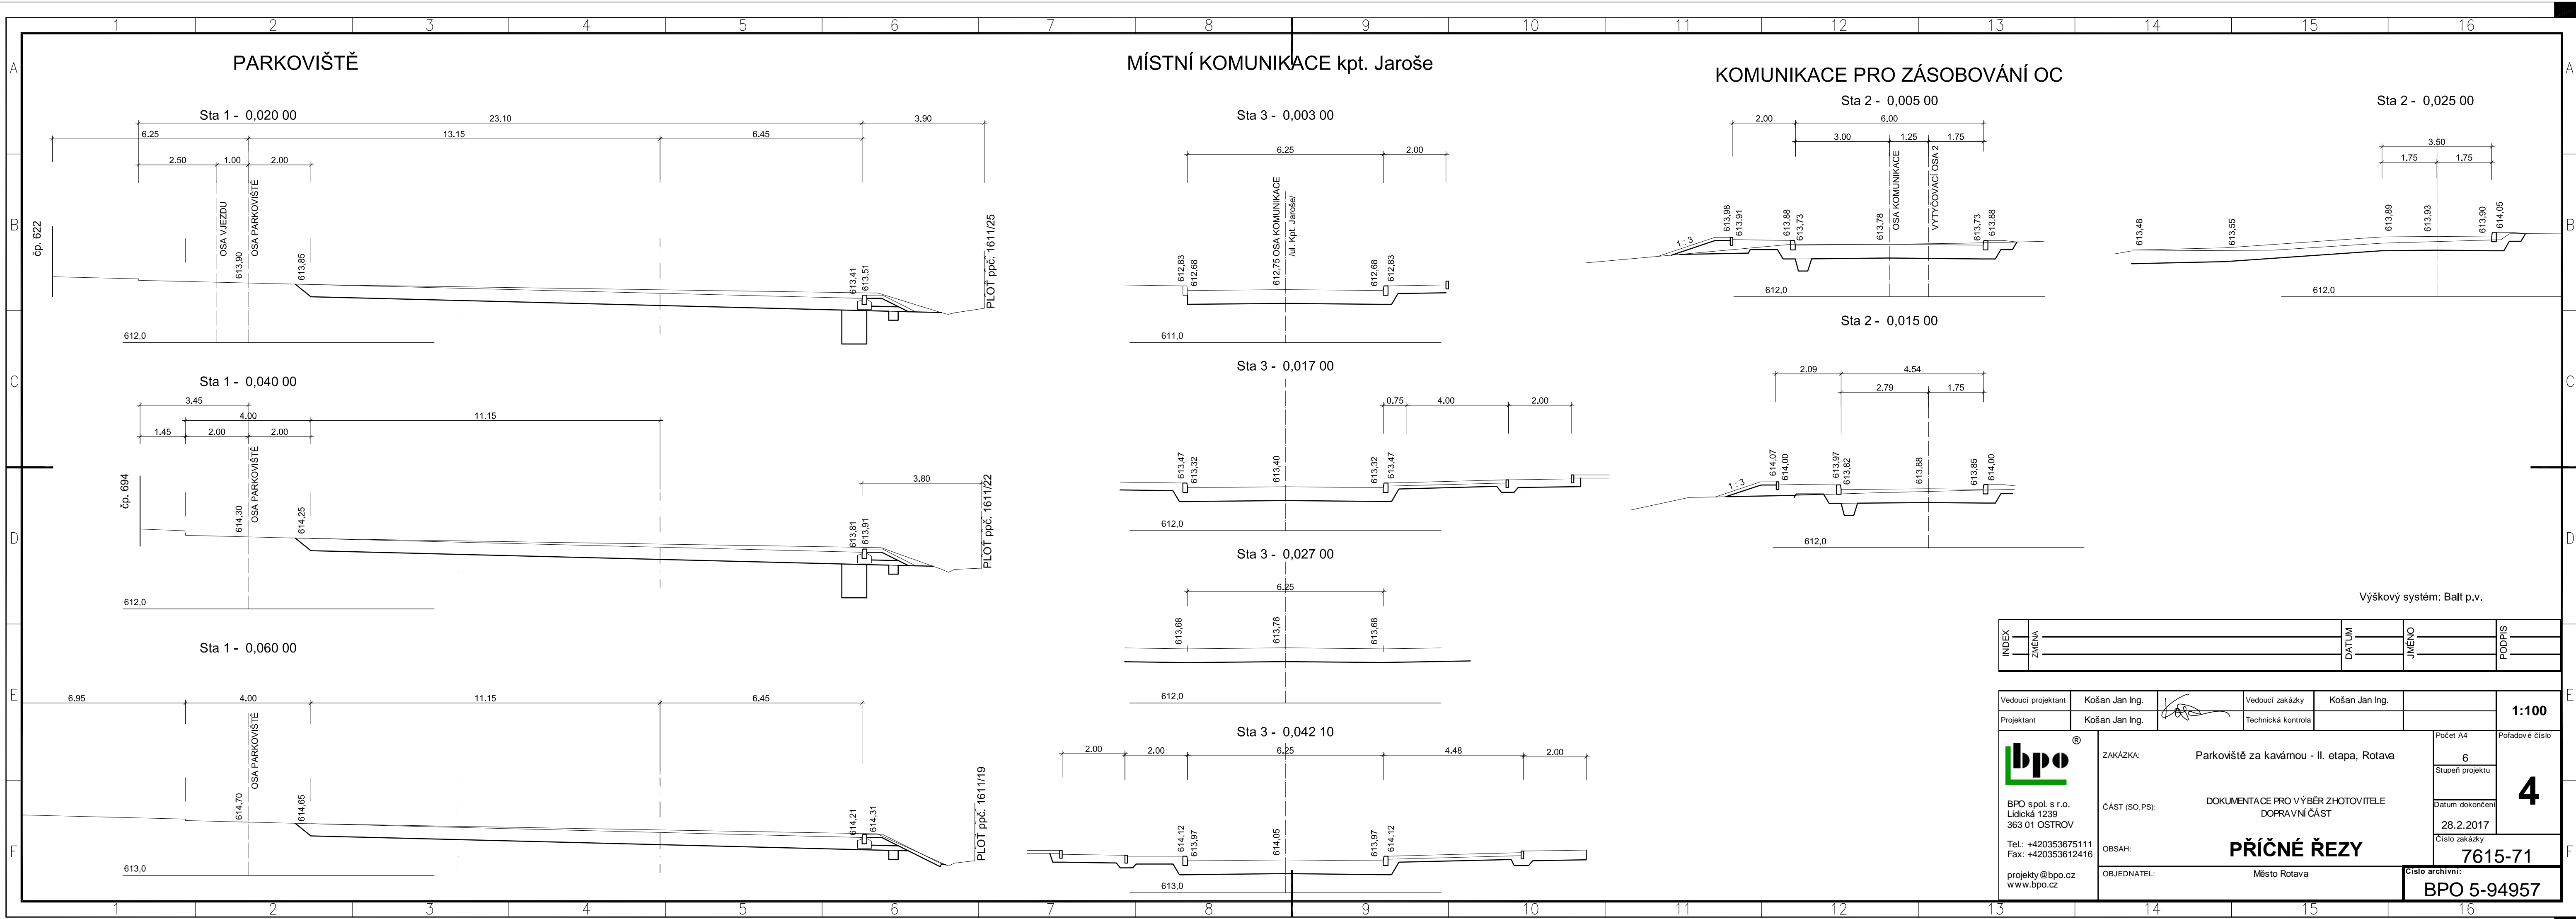 1 2 3 4 5 6 7 8 9 10 11 12 13 14 15 16
A A
B B
C C
D D
E E
F F
PARKOVIŠTĚ
Sta 1 - 0,020 00
23.10 3.90
6.25 13.15 6.45
2.50 1.00 2.00
čp. 622
OSA VJEZDU
OSA PARKOVIŠTĚ
613,90
613,85
613,41
613,51
PLOT ppč. 1611/25
612,0
Sta 1 - 0,040 00
3.45
4.00 11.15
1.45 2.00 2.00
3.80
čp. 694
OSA PARKOVIŠTĚ
614,30
614,25
613,81
613,91
PLOT ppč. 1611/22
612,0
Sta 1 - 0,060 00
6.95 4.00 11.15 6.45
OSA PARKOVIŠTĚ
614,70
614,65
614,21
614,31
PLOT ppč. 1611/19
613,0
MÍSTNÍ KOMUNIKACE kpt. Jaroše
Sta 3 - 0,003 00
6.25 2.00
612,83
612,68
612,75 OSA KOMUNIKACE
/ul. Kpt. Jaroše/
612,68
612,83
611,0
Sta 3 - 0,017 00
0.75 4.00 2.00
613,47
613,32
613,40
613,32
613,47
612,0
Sta 3 - 0,027 00
6.25
613,68
613,76
613,68
612,0
Sta 3 - 0,042 10
2.00 2.00 6.25 4.48 2.00
614,12
613,97
614,05
613,97
614,12
613,0
KOMUNIKACE PRO ZÁSOBOVÁNÍ OC
Sta 2 - 0,005 00
2.00 6.00
3.00 1.25 1.75
1 : 3
613,98
613,91
613,88
613,73
613,78
OSA KOMUNIKACE
VYTYČOVACÍ OSA 2
613,73
613,88
612,0
Sta 2 - 0,025 00
3.50
1.75 1.75
613,48
613,55
613,89
613,93
613,90
614,05
612,0
Sta 2 - 0,015 00
2.09 4.54
2.79 1.75
1 : 3
614,07
614,00
613,97
613,82
613,88
613,85
614,00
612,0
Výškový systém: Balt p.v.
INDEX ZMĚNA DATUM JMÉNO PODPIS
Vedoucí projektant Košan Jan Ing. Vedoucí zakázky Košan Jan Ing. 1:100
Projektant Košan Jan Ing. Technická kontrola
bpo ®
BPO spol. s r.o.
Lidická 1239
363 01 OSTROV
Tel.: +420353675111
Fax: +420353612416
projekty@bpo.cz
www.bpo.cz
ZAKÁZKA: Parkoviště za kavárnou - II. etapa, Rotava
ČÁST (SO,PS): DOKUMENTACE PRO VÝBĚR ZHOTOVITELE
DOPRAVNÍ ČÁST
OBSAH: PŘÍČNÉ ŘEZY
OBJEDNATEL: Město Rotava
Počet A4
6
Stupeň projektu
Datum dokončení
28.2.2017
Pořadové číslo
4
Číslo zakázky
7615-71
Číslo archivní:
BPO 5-94957